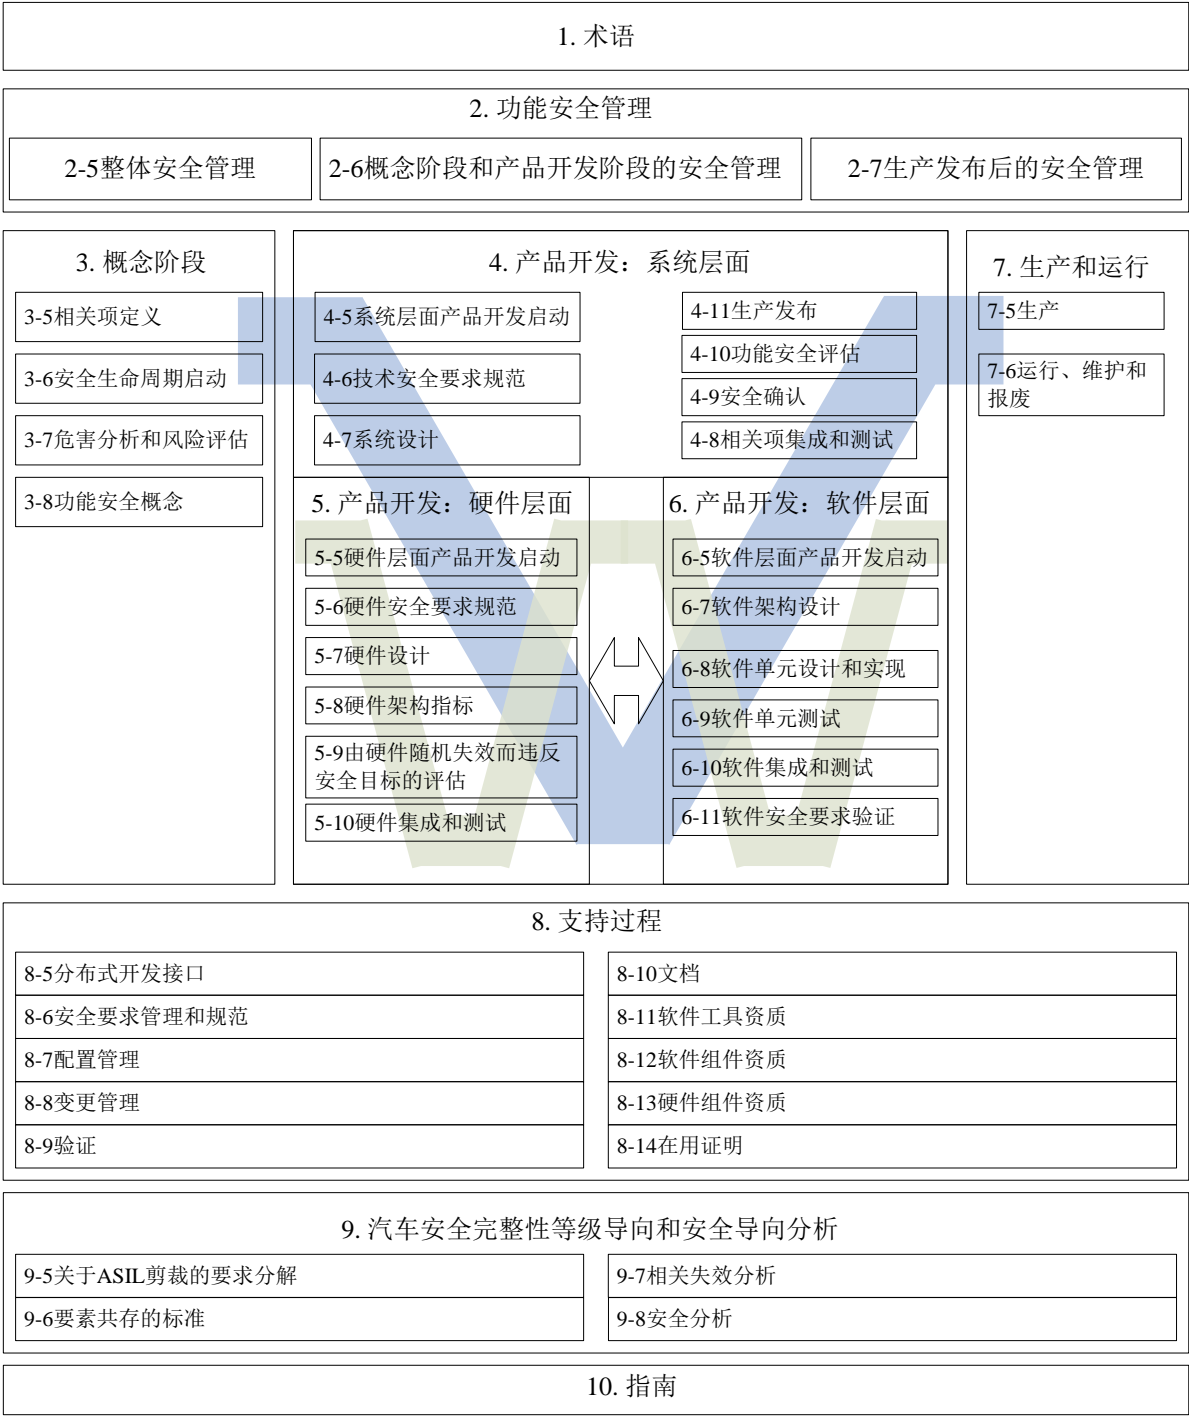 1. 术语
2. 功能安全管理
2-5整体安全管理
2-6概念阶段和产品开发阶段的安全管理
2-7生产发布后的安全管理
3. 概念阶段
3-5相关项定义
3-6安全生命周期启动
3-7危害分析和风险评估
3-8功能安全概念
4. 产品开发：系统层面
4-5系统层面产品开发启动
4-6技术安全要求规范
4-7系统设计
4-11生产发布
4-10功能安全评估
4-9安全确认
4-8相关项集成和测试
5. 产品开发：硬件层面
5-5硬件层面产品开发启动
5-6硬件安全要求规范
5-7硬件设计
5-8硬件架构指标
5-9由硬件随机失效而违反
安全目标的评估
5-10硬件集成和测试
6. 产品开发：软件层面
6-5软件层面产品开发启动
6-7软件架构设计
6-8软件单元设计和实现
6-9软件单元测试
6-10软件集成和测试
6-11软件安全要求验证
7. 生产和运行
7-5生产
7-6运行、维护和
报废
8. 支持过程
8-5分布式开发接口
8-6安全要求管理和规范
8-7配置管理
8-8变更管理
8-9验证
8-10文档
8-11软件工具资质
8-12软件组件资质
8-13硬件组件资质
8-14在用证明
9. 汽车安全完整性等级导向和安全导向分析
9-5关于ASIL剪裁的要求分解
9-6要素共存的标准
9-7相关失效分析
9-8安全分析
10. 指南